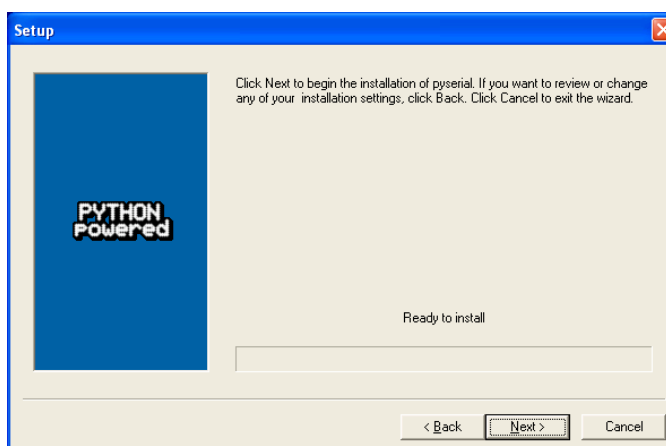 Setup
Click Next to begin the installation of pyserial. If you want to review or change
any of your installation settings, click Back. Click Cancel to exit the wizard.
PYTHON
Powered
Ready to install
< Back
Next >
Cancel